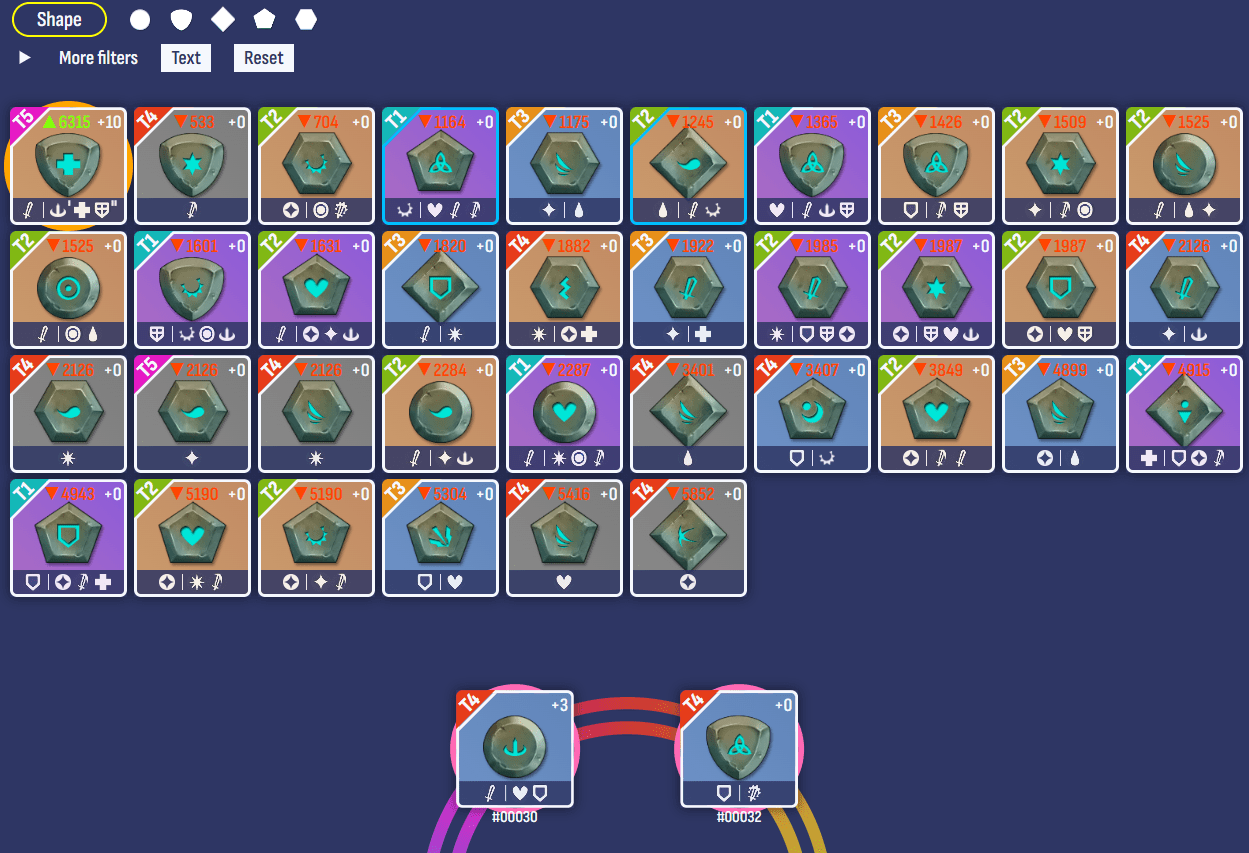 Shape
More filters Text Reset
T5 6315 +10 T4 533 +0 T2 704 +0 T1 1164 +0 T3 1175 +0 T2 1245 +0 T1 1365 +0 T3 1426 +0 T2 1509 +0 T2 1525 +0
T2 1525 +0 T1 1601 +0 T2 1631 +0 T3 1820 +0 T4 1882 +0 T3 1922 +0 T2 1985 +0 T2 1987 +0 T2 1987 +0 T4 2126 +0
T4 2126 +0 T5 2126 +0 T4 2126 +0 T2 2284 +0 T1 2287 +0 T4 3401 +0 T4 3407 +0 T2 3849 +0 T3 4899 +0 T1 4915 +0
T1 4943 +0 T2 5190 +0 T2 5190 +0 T3 5304 +0 T4 5416 +0 T4 5852 +0
T4 +3 T4 +0
#00030 #00032